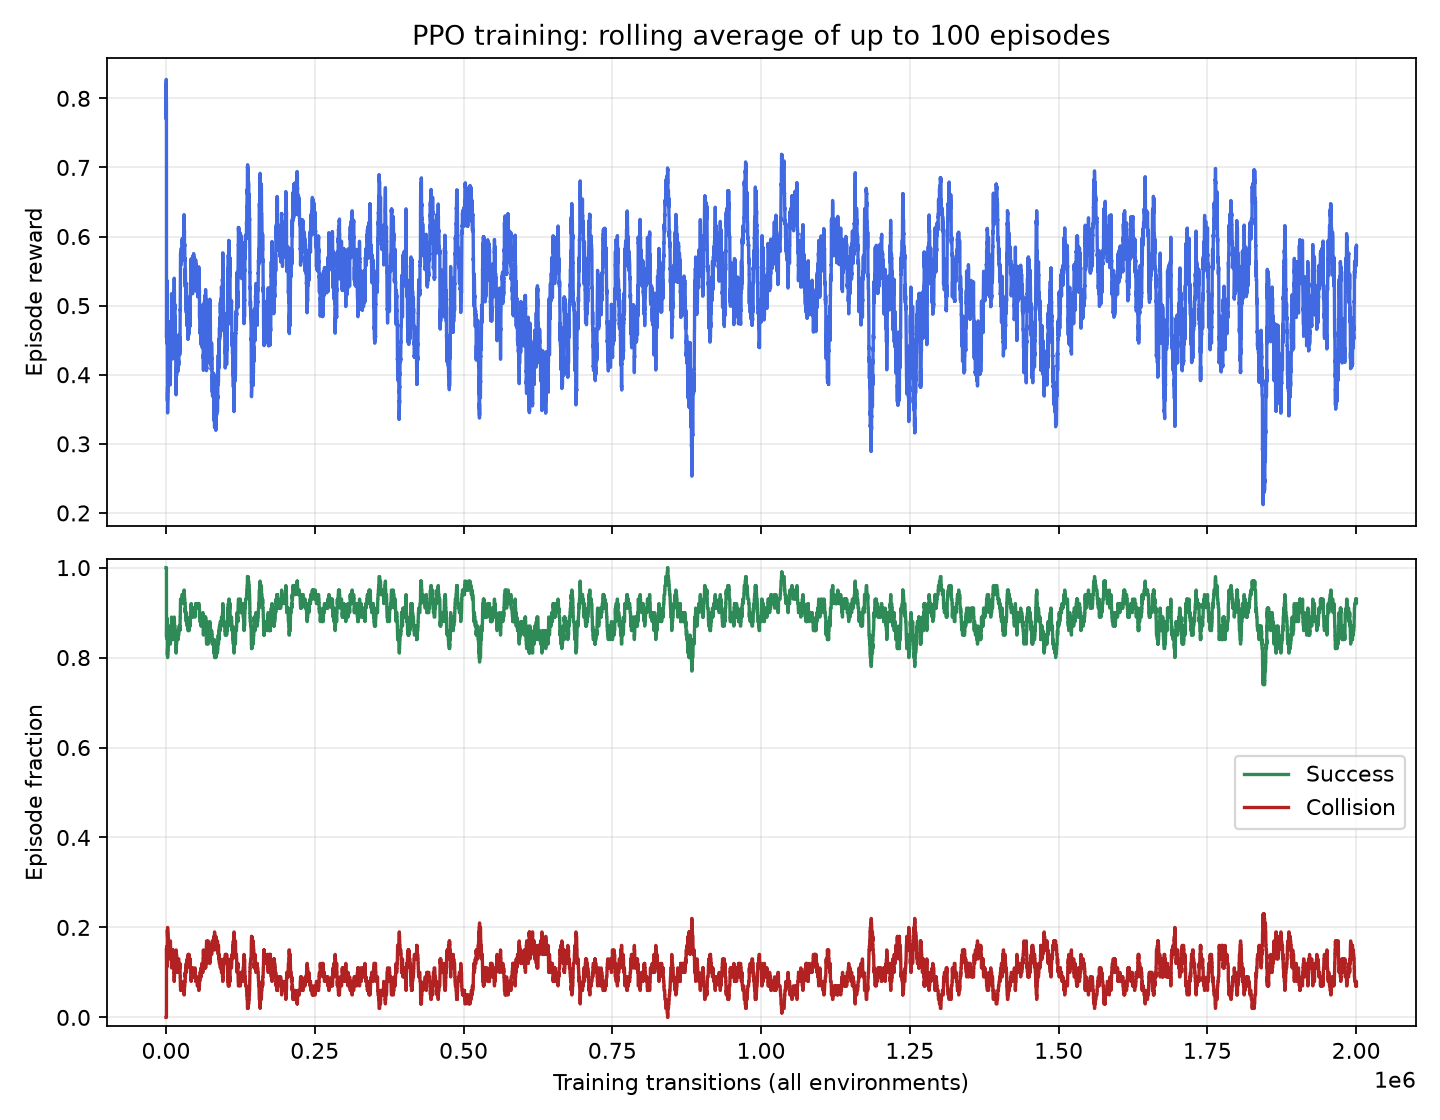 PPO training: rolling average of up to 100 episodes
0.8
0.7
0.6
0.5
0.4
0.3
0.2
Episode reward
1.0
0.8
0.6
0.4
0.2
0.0
Episode fraction
Success
Collision
0.00 0.25 0.50 0.75 1.00 1.25 1.50 1.75 2.00
1e6
Training transitions (all environments)